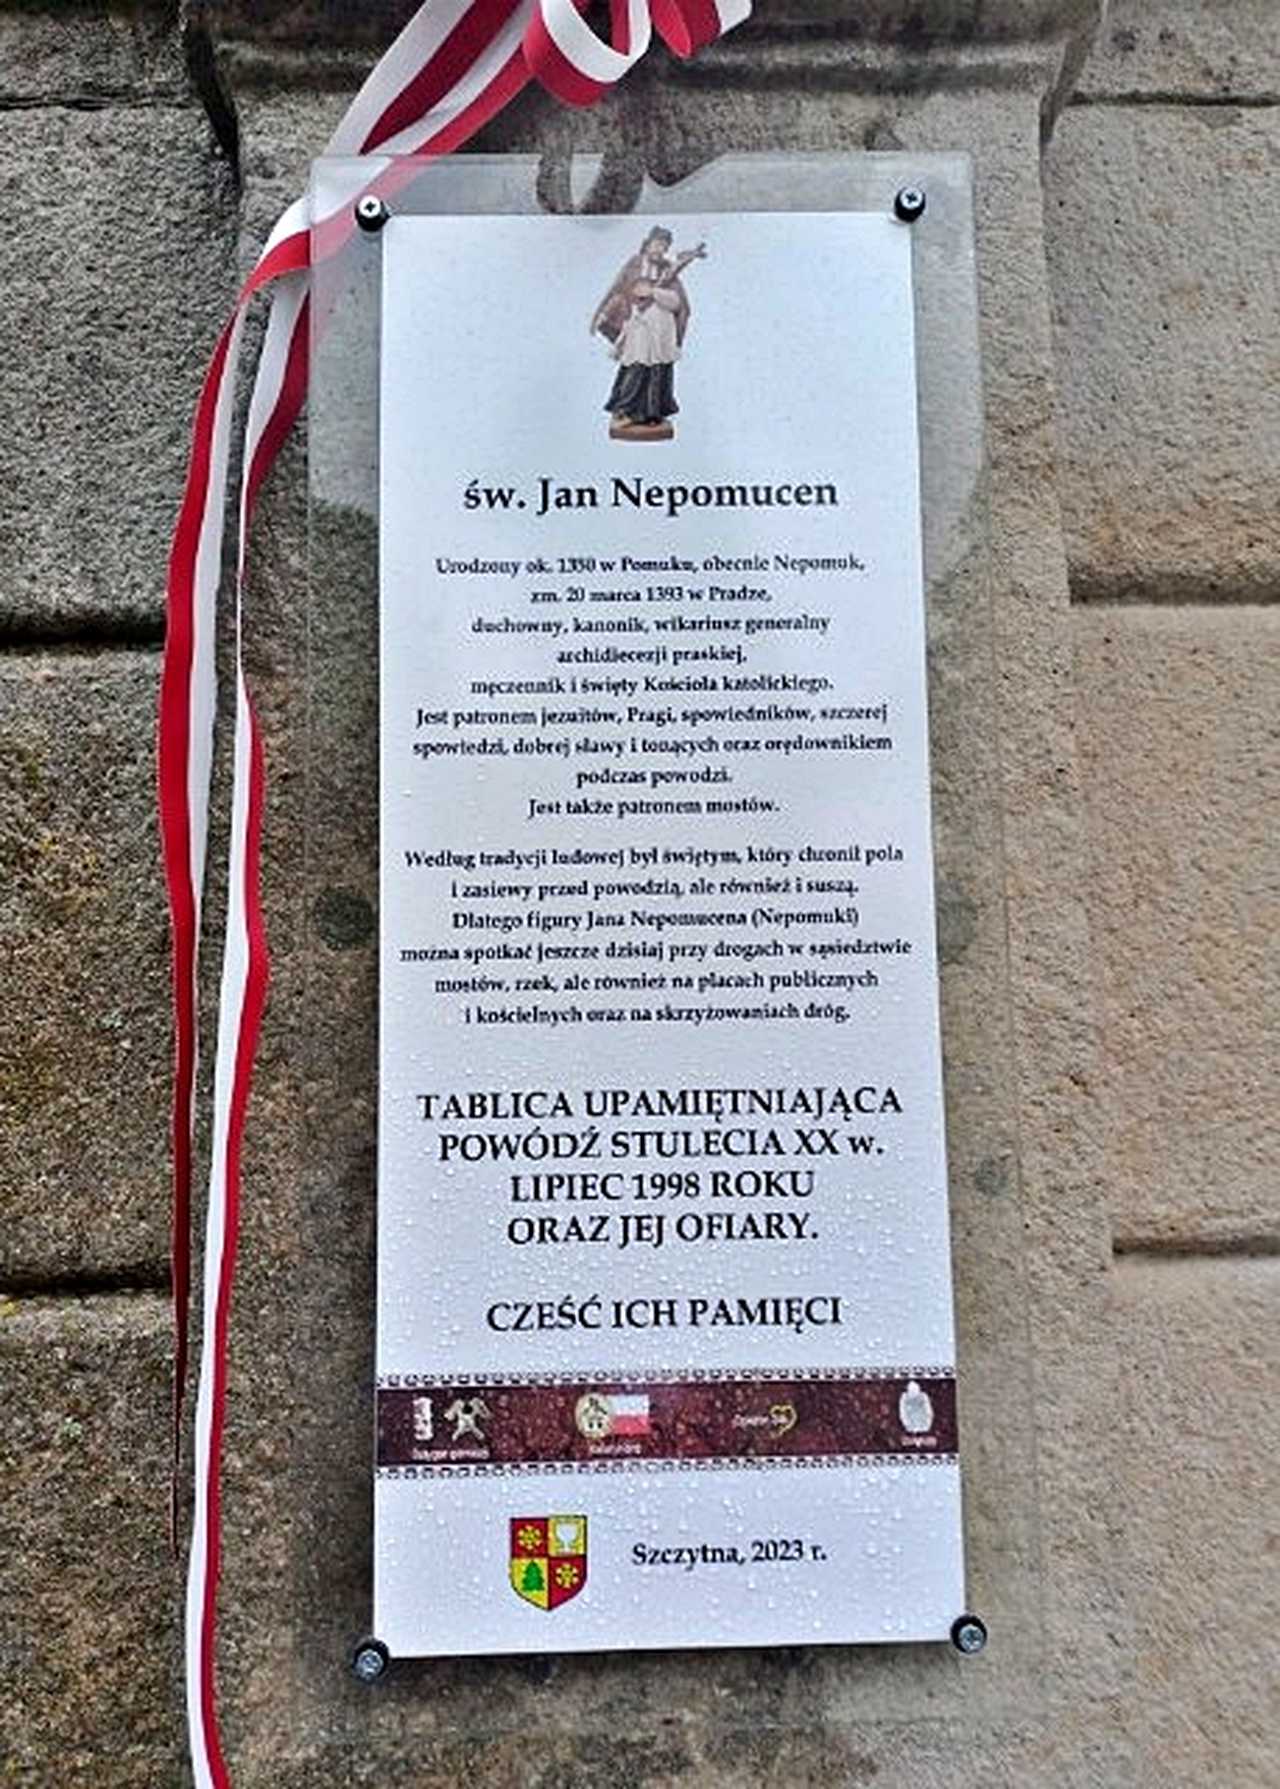 św. Jan Nepomucen
Urodzony ok. 1350 w Pomuku, obecnie Nepomuk,
zm. 20 marca 1393 w Pradze,
duchowny, kanonik, wikariusz generalny
archidiecezji praskiej,
męczennik i święty Kościoła katolickiego.
Jest patronem jezuitów, Pragi, spowiedników, szczerej
spowiedzi, dobrej sławy i tonących oraz orędownikiem
podczas powodzi.
Jest także patronem mostów.
Według tradycji ludowej był świętym, który chronił pola
i zasiewy przed powodzią, ale również i suszą.
Dlatego figury Jana Nepomucena (Nepomuki)
można spotkać jeszcze dzisiaj przy drogach w sąsiedztwie
mostów, rzek, ale również na placach publicznych
i kościelnych oraz na skrzyżowaniach dróg.
TABLICA UPAMIĘTNIAJĄCA
POWÓDŹ STULECIA XX w.
LIPIEC 1998 ROKU
ORAZ JEJ OFIARY.
CZEŚĆ ICH PAMIĘCI
Szczytna, 2023 r.